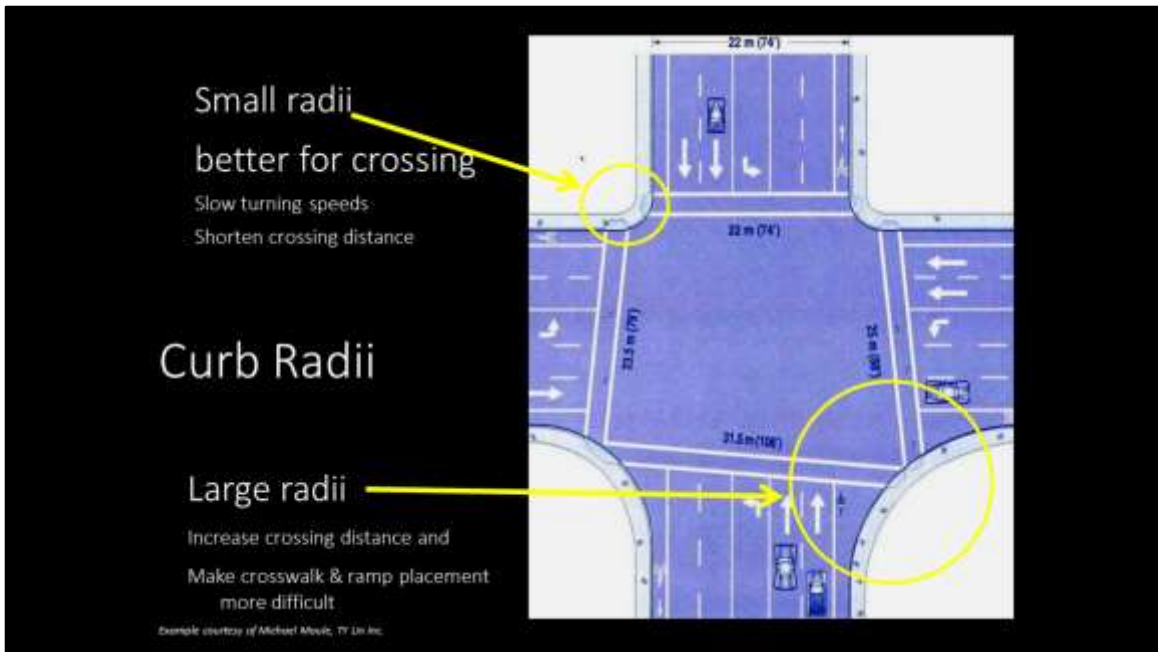 Small radii
better for crossing
Slow turning speeds
Shorten crossing distance
Curb Radii
Large radii
Increase crossing distance and
Make crosswalk & ramp placement
more difficult
Example courtesy of Michael Moule, TY Lin Inc.
22 m (74')
22 m (74')
23.5 m (79')
31.5 m (106')